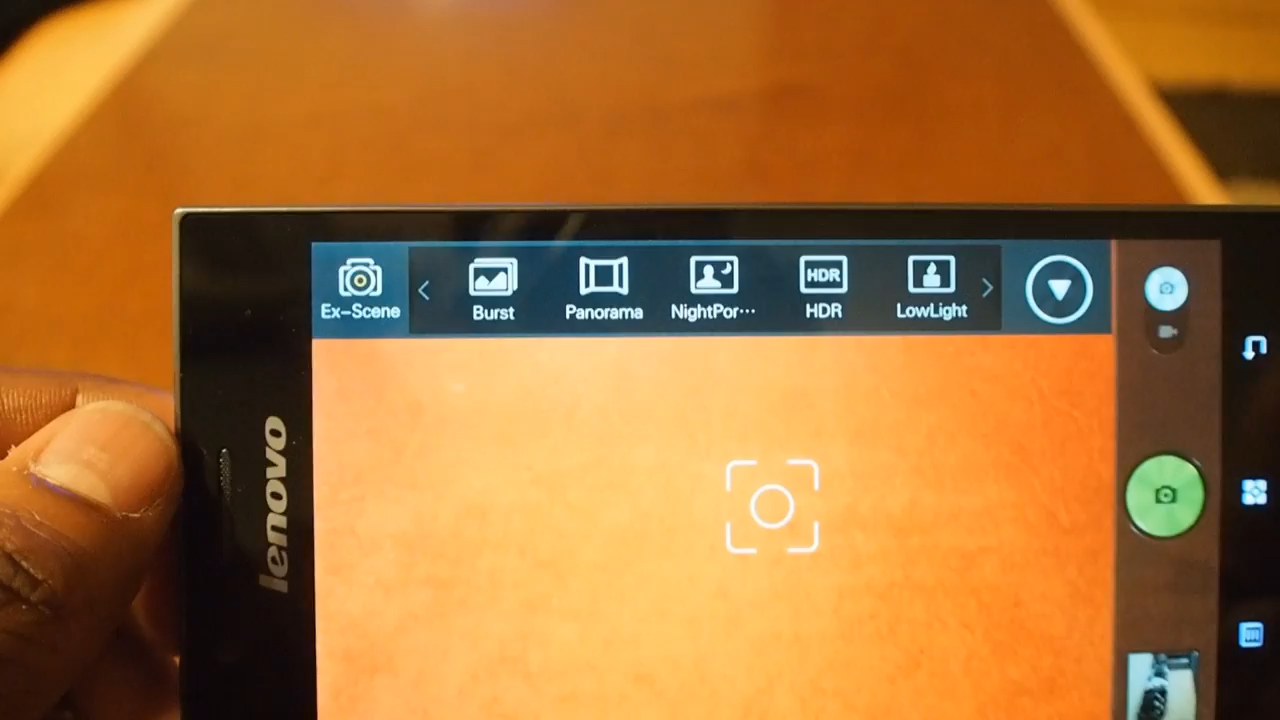 Ex-Scene
Burst
Panorama
NightPor···
HDR
HDR
LowLight
lenovo